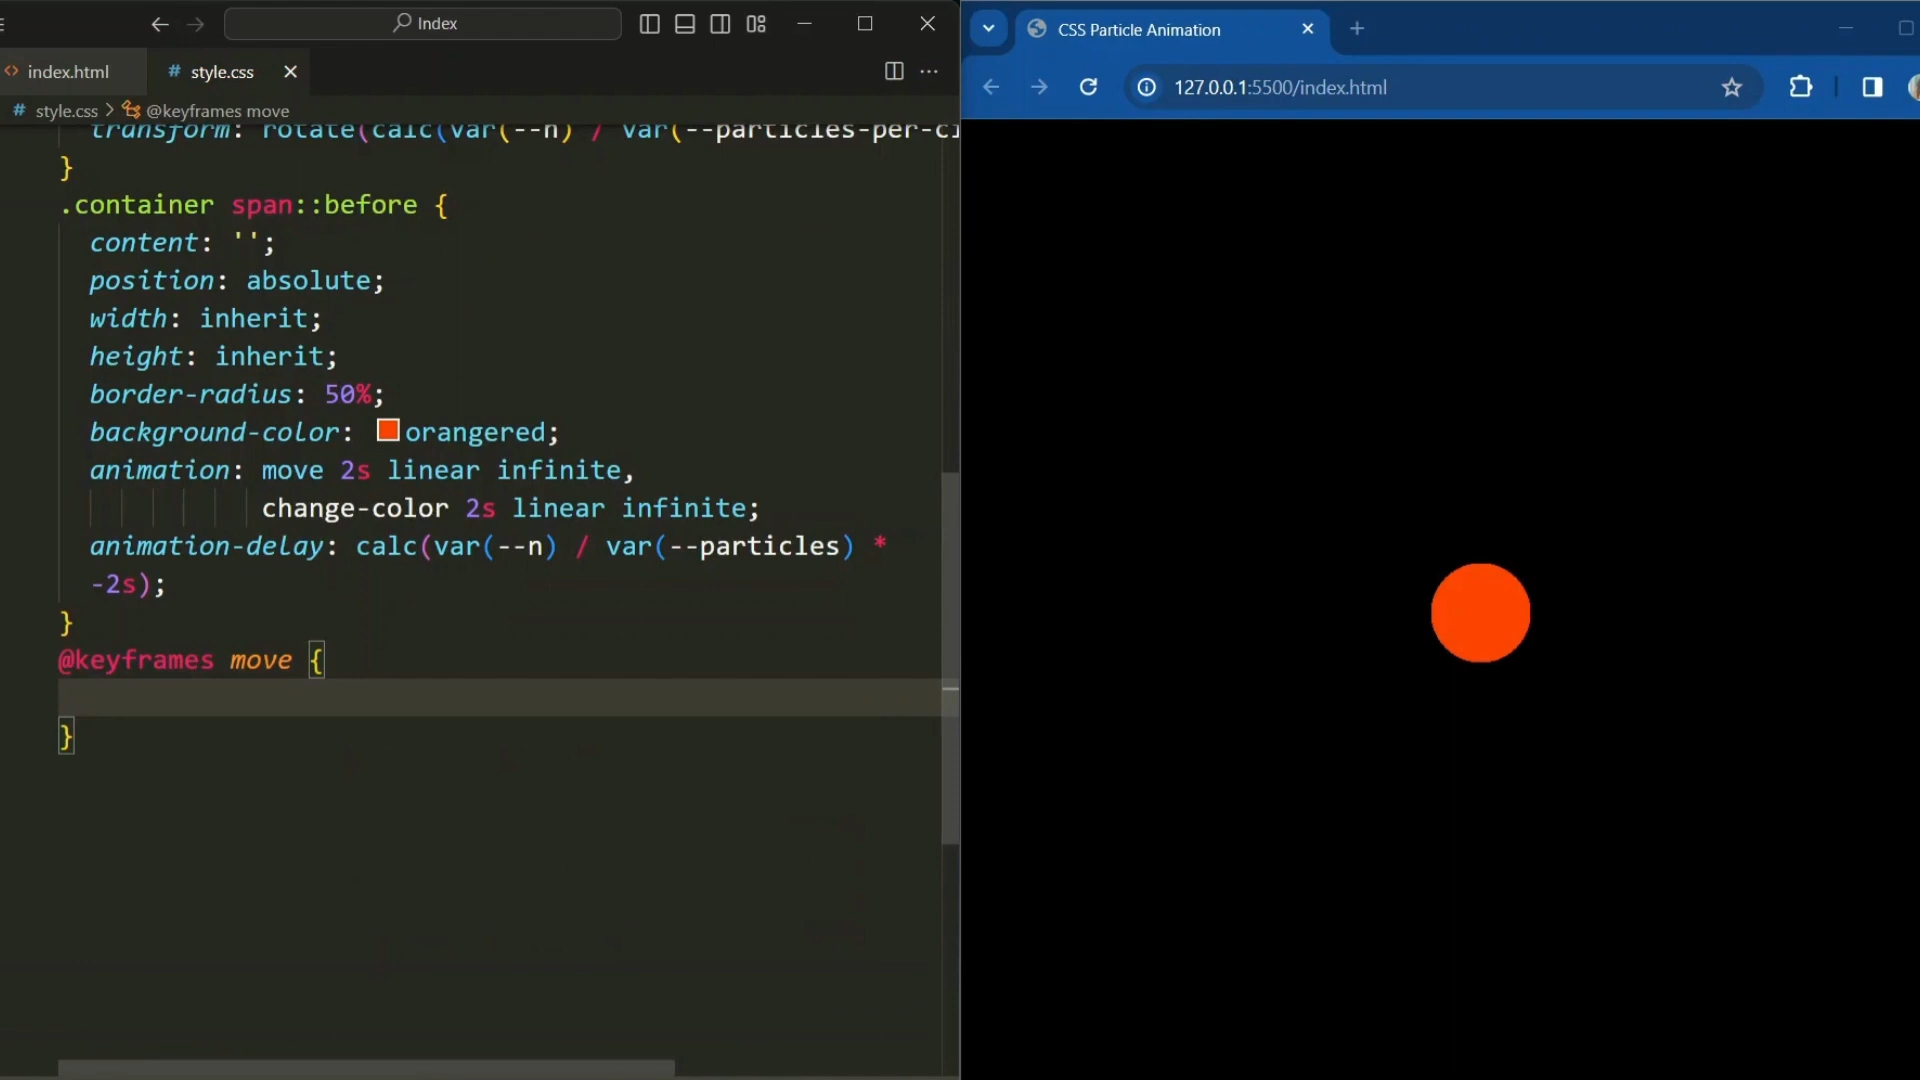 Index
index.html
# style.css
# style.css > @keyframes move
transform: rotate(calc(var(--n) / var(--particles-per-ci
}
.container span::before {
content: '';
position: absolute;
width: inherit;
height: inherit;
border-radius: 50%;
background-color: orangered;
animation: move 2s linear infinite,
change-color 2s linear infinite;
animation-delay: calc(var(--n) / var(--particles) *
-2s);
}
@keyframes move {
}
CSS Particle Animation
127.0.0.1:5500/index.html